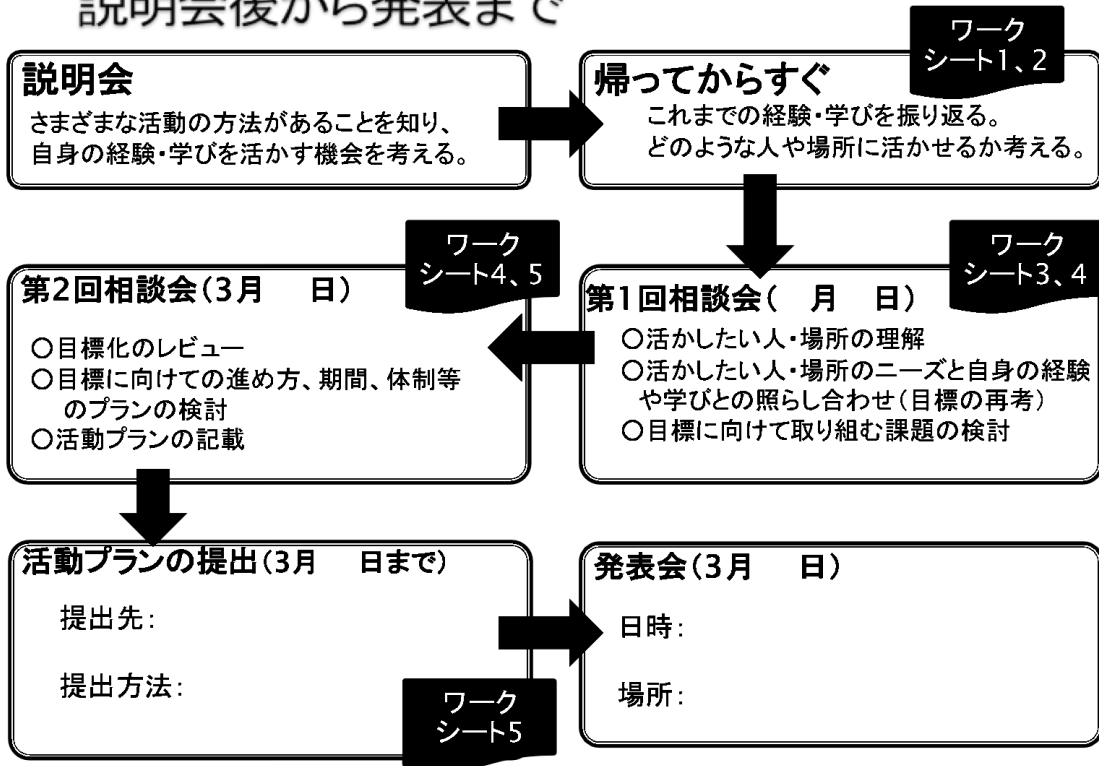 説明会後から発表まで
説明会
さまざまな活動の方法があることを知り、
自身の経験・学びを活かす機会を考える。
ワーク
シート1、2
帰ってからすぐ
これまでの経験・学びを振り返る。
どのような人や場所に活かせるか考える。
ワーク
シート3、4
第1回相談会(　月　日)
○活かしたい人・場所の理解
○活かしたい人・場所のニーズと自身の経験
や学びとの照らし合わせ(目標の再考)
○目標に向けて取り組む課題の検討
ワーク
シート4、5
第2回相談会(3月　日)
○目標化のレビュー
○目標に向けての進め方、期間、体制等
のプランの検討
○活動プランの記載
活動プランの提出(3月　日まで)
提出先:
提出方法:
ワーク
シート5
発表会(3月　日)
日時:
場所: